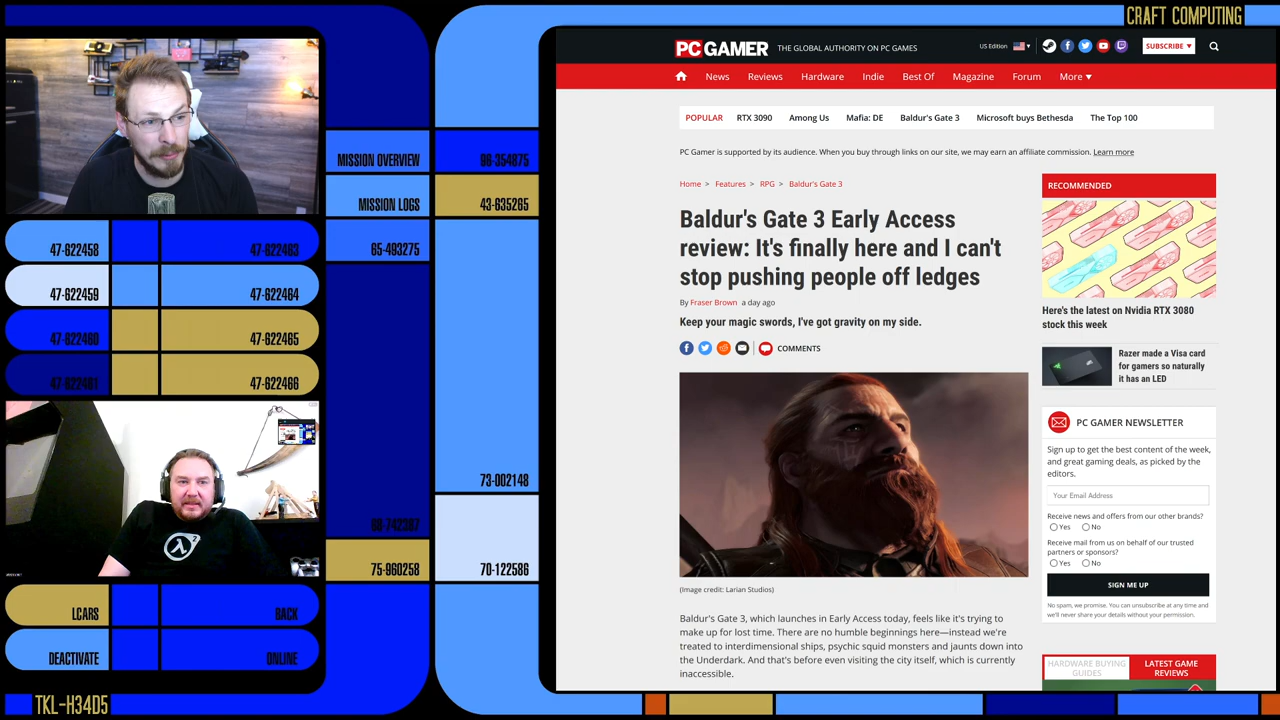 CRAFT COMPUTING
MISSION OVERVIEW
96-354875
MISSION LOGS
43-635265
47-622458
47-622463
65-493275
47-622459
47-622464
47-622460
47-622465
47-622461
47-622466
73-002148
75-960258
70-122586
LCARS
BACK
DEACTIVATE
ONLINE
TKL-H34D5
PC GAMER
THE GLOBAL AUTHORITY ON PC GAMES
US Edition
SUBSCRIBE
News
Reviews
Hardware
Indie
Best Of
Magazine
Forum
More
POPULAR
RTX 3090
Among Us
Mafia: DE
Baldur's Gate 3
Microsoft buys Bethesda
The Top 100
PC Gamer is supported by its audience. When you buy through links on our site, we may earn an affiliate commission. Learn more
Home > Features > RPG > Baldur's Gate 3
Baldur's Gate 3 Early Access
review: It's finally here and I can't
stop pushing people off ledges
By Fraser Brown a day ago
Keep your magic swords, I've got gravity on my side.
COMMENTS
(Image credit: Larian Studios)
Baldur's Gate 3, which launches in Early Access today, feels like it's trying to
make up for lost time. There are no humble beginnings here—instead we're
treated to interdimensional ships, psychic squid monsters and jaunts down into
the Underdark. And that's before even visiting the city itself, which is currently
inaccessible.
RECOMMENDED
Here's the latest on Nvidia RTX 3080
stock this week
Razer made a Visa card
for gamers so naturally
it has an LED
PC GAMER NEWSLETTER
Sign up to get the best content of the week,
and great gaming deals, as picked by the
editors.
Your Email Address
Receive news and offers from our other brands?
Yes
No
Receive mail from us on behalf of our trusted
partners or sponsors?
Yes
No
SIGN ME UP
No spam, we promise. You can unsubscribe at any time and
we'll never share your details without your permission.
HARDWARE BUYING
GUIDES
LATEST GAME
REVIEWS